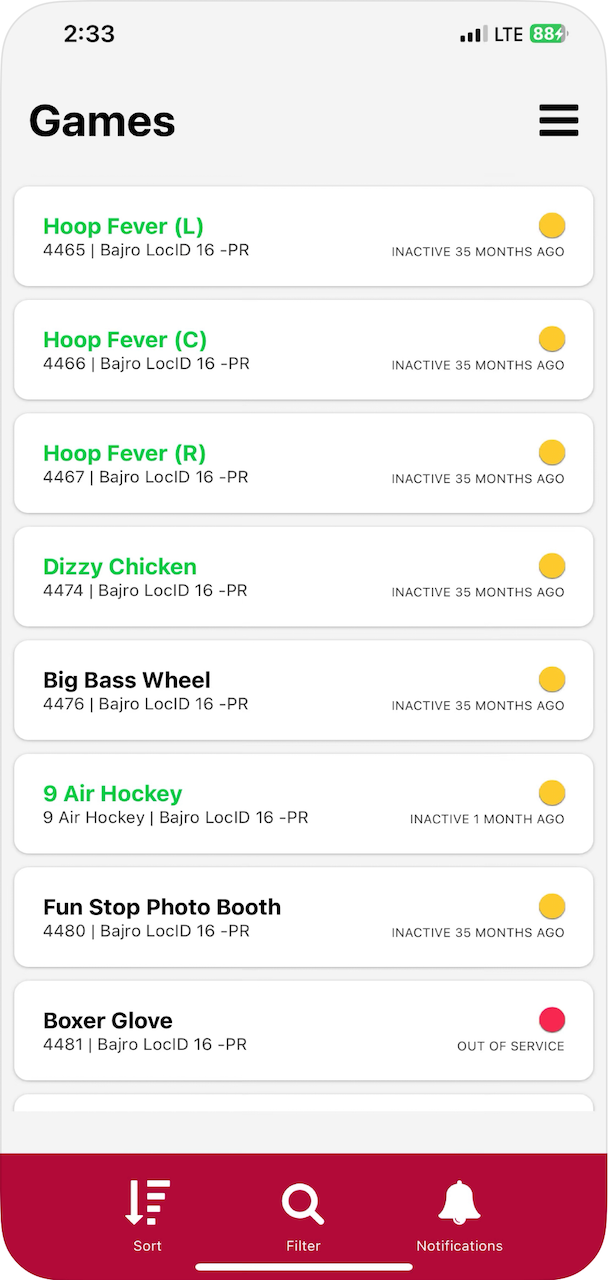 2:33
LTE 88
Games
Hoop Fever (L)
4465 | Bajro LocID 16 -PR
INACTIVE 35 MONTHS AGO
Hoop Fever (C)
4466 | Bajro LocID 16 -PR
INACTIVE 35 MONTHS AGO
Hoop Fever (R)
4467 | Bajro LocID 16 -PR
INACTIVE 35 MONTHS AGO
Dizzy Chicken
4474 | Bajro LocID 16 -PR
INACTIVE 35 MONTHS AGO
Big Bass Wheel
4476 | Bajro LocID 16 -PR
INACTIVE 35 MONTHS AGO
9 Air Hockey
9 Air Hockey | Bajro LocID 16 -PR
INACTIVE 1 MONTH AGO
Fun Stop Photo Booth
4480 | Bajro LocID 16 -PR
INACTIVE 35 MONTHS AGO
Boxer Glove
4481 | Bajro LocID 16 -PR
OUT OF SERVICE
Sort
Filter
Notifications